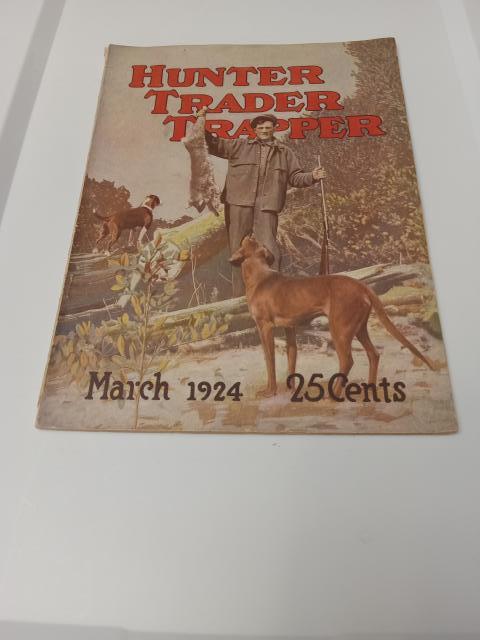 HUNTER
TRADER
TRAPPER
March 1924 25 Cents